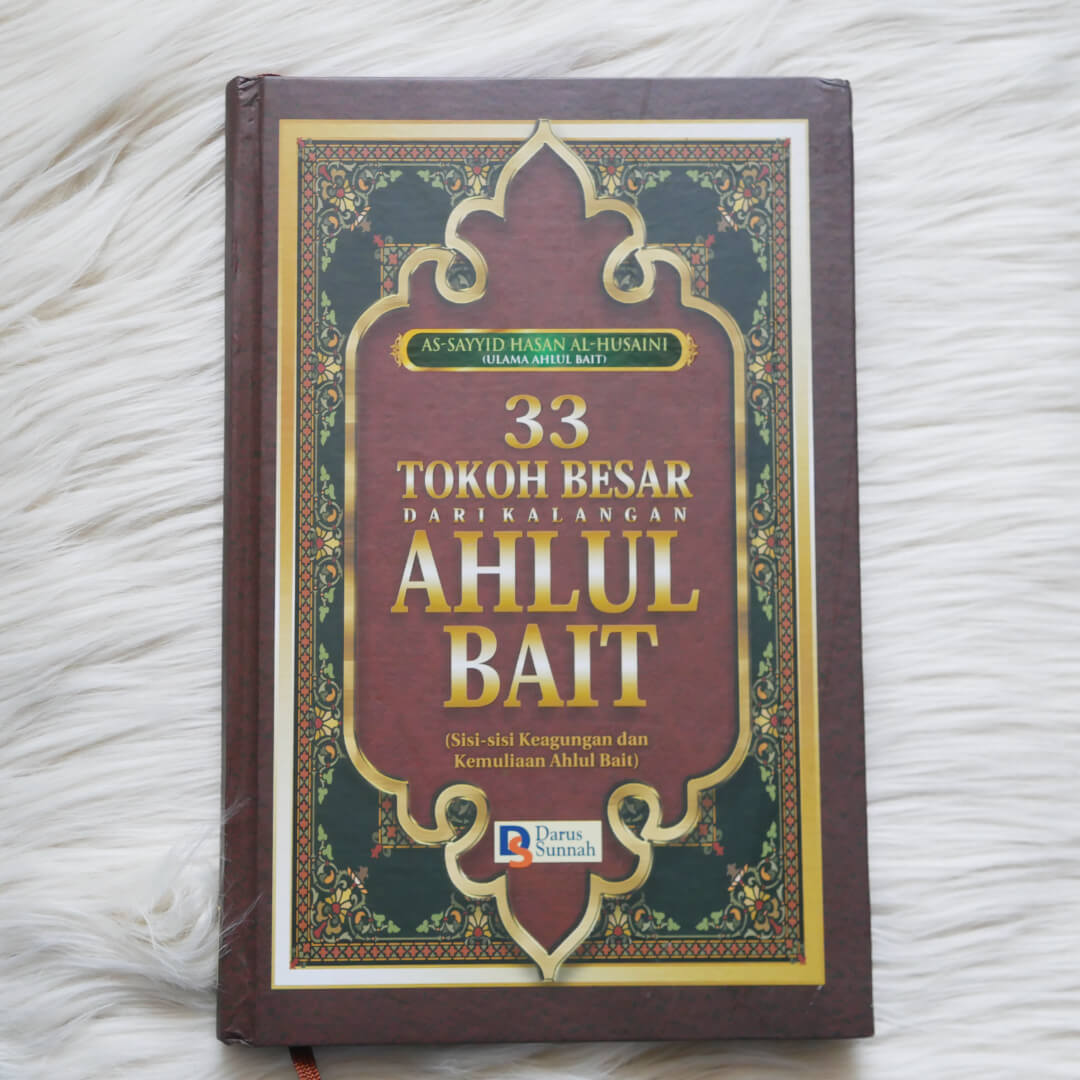 AS-SAYYID HASAN AL-HUSAINI
(ULAMA AHLUL BAIT)
33
TOKOH BESAR
DARI KALANGAN
AHLUL
BAIT
(Sisi-sisi Keagungan dan
Kemuliaan Ahlul Bait)
DS Darus
Sunnah